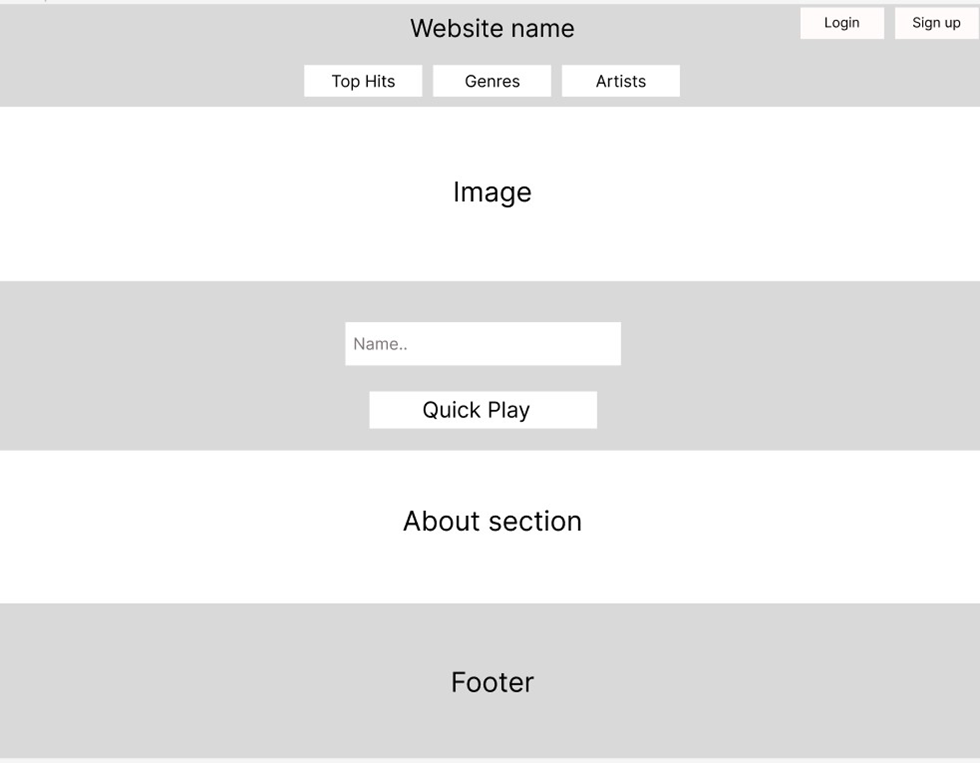 Website name
Login
Sign up
Top Hits
Genres
Artists
Image
Name..
Quick Play
About section
Footer